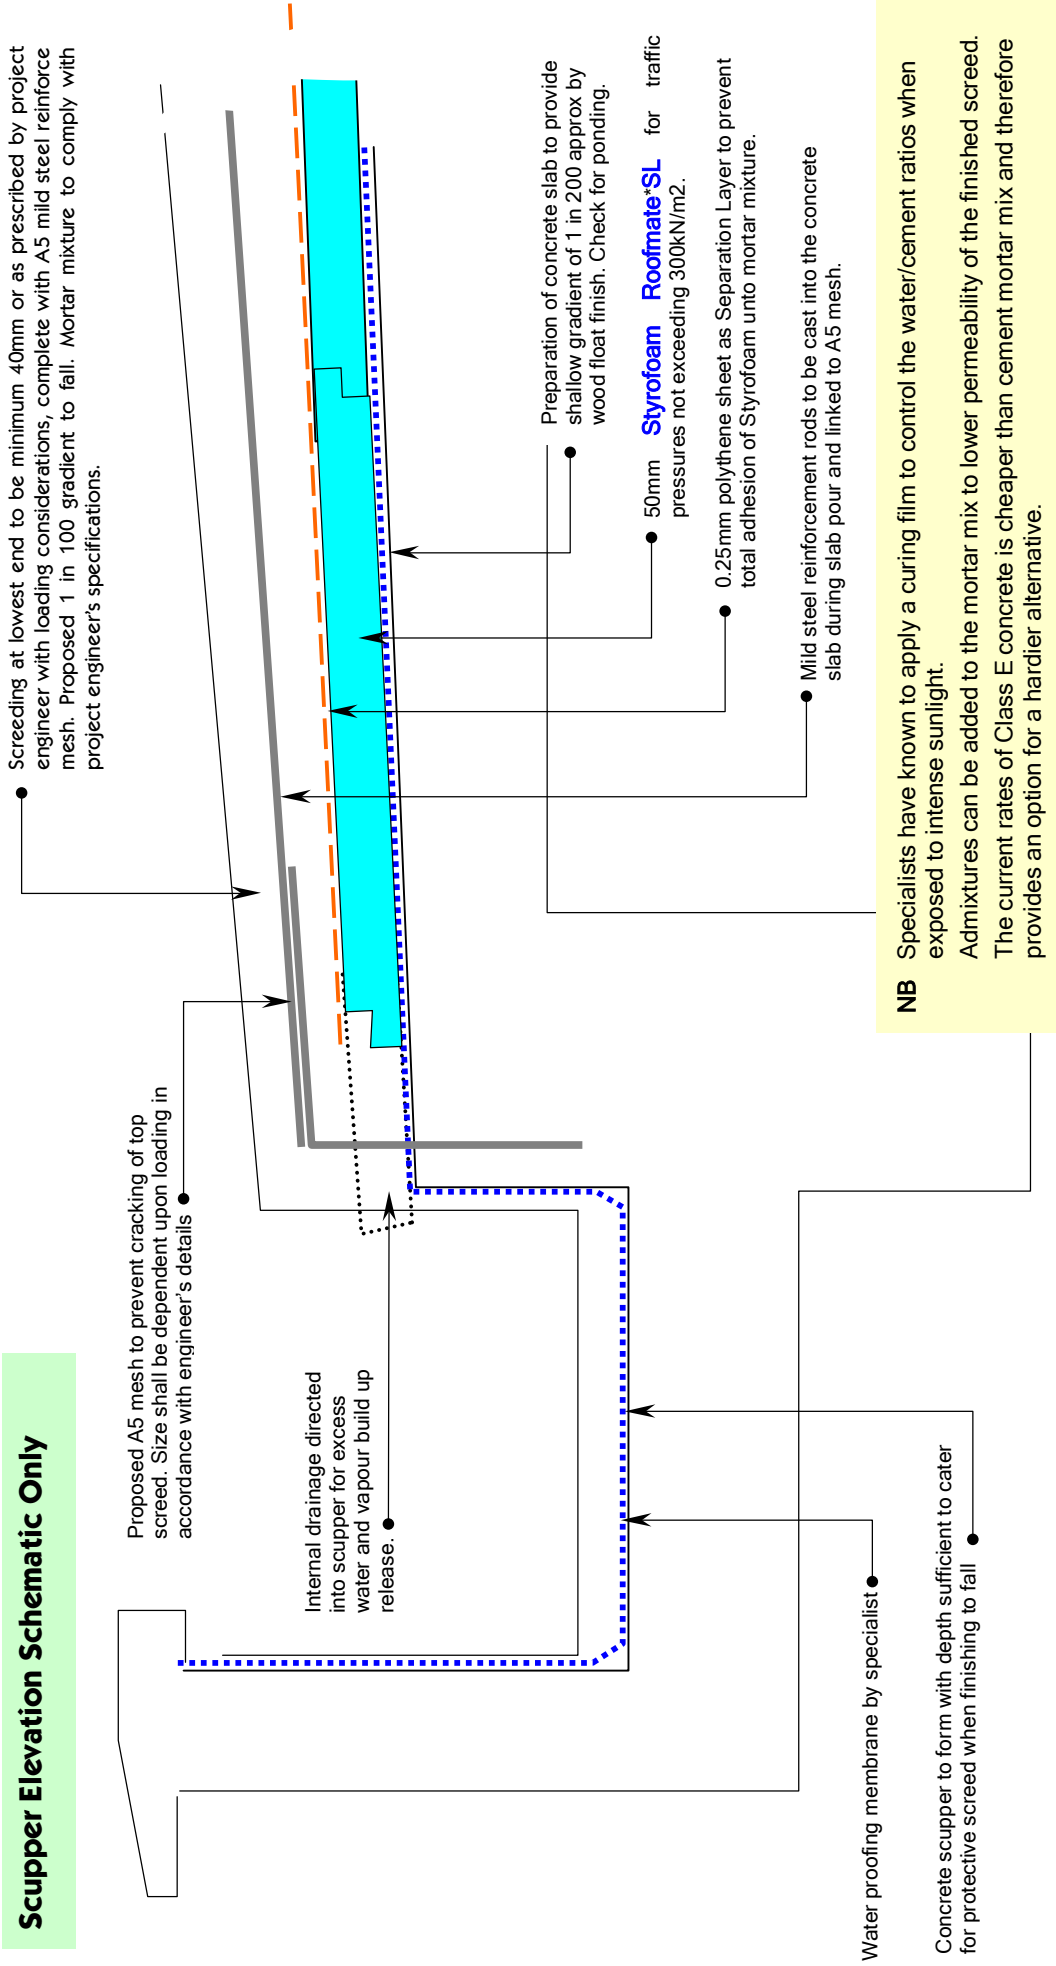 Scupper Elevation Schematic Only
Screeding at lowest end to be minimum 40mm or as prescribed by project
engineer with loading considerations, complete with A5 mild steel reinforce
mesh. Proposed 1 in 100 gradient to fall. Mortar mixture to comply with
project engineer's specifications.
Proposed A5 mesh to prevent cracking of top
screed. Size shall be dependent upon loading in
accordance with engineer's details
Internal drainage directed
into scupper for excess
water and vapour build up
release.
Preparation of concrete slab to provide
shallow gradient of 1 in 200 approx by
wood float finish. Check for ponding.
50mm Styrofoam Roofmate*SL for traffic
pressures not exceeding 300kN/m2.
0.25mm polythene sheet as Separation Layer to prevent
total adhesion of Styrofoam unto mortar mixture.
Mild steel reinforcement rods to be cast into the concrete
slab during slab pour and linked to A5 mesh.
Water proofing membrane by specialist
Concrete scupper to form with depth sufficient to cater
for protective screed when finishing to fall
NB Specialists have known to apply a curing film to control the water/cement ratios when
exposed to intense sunlight.
Admixtures can be added to the mortar mix to lower permeability of the finished screed.
The current rates of Class E concrete is cheaper than cement mortar mix and therefore
provides an option for a hardier alternative.